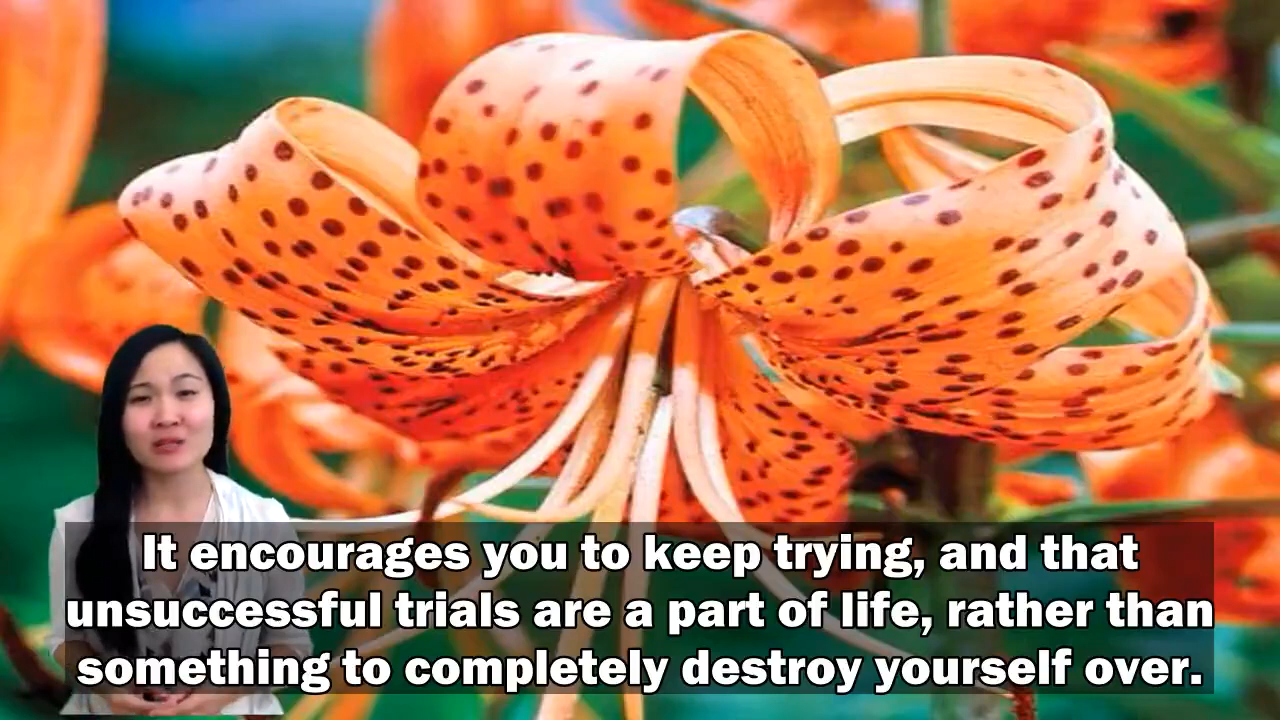 It encourages you to keep trying, and that
unsuccessful trials are a part of life, rather than
something to completely destroy yourself over.